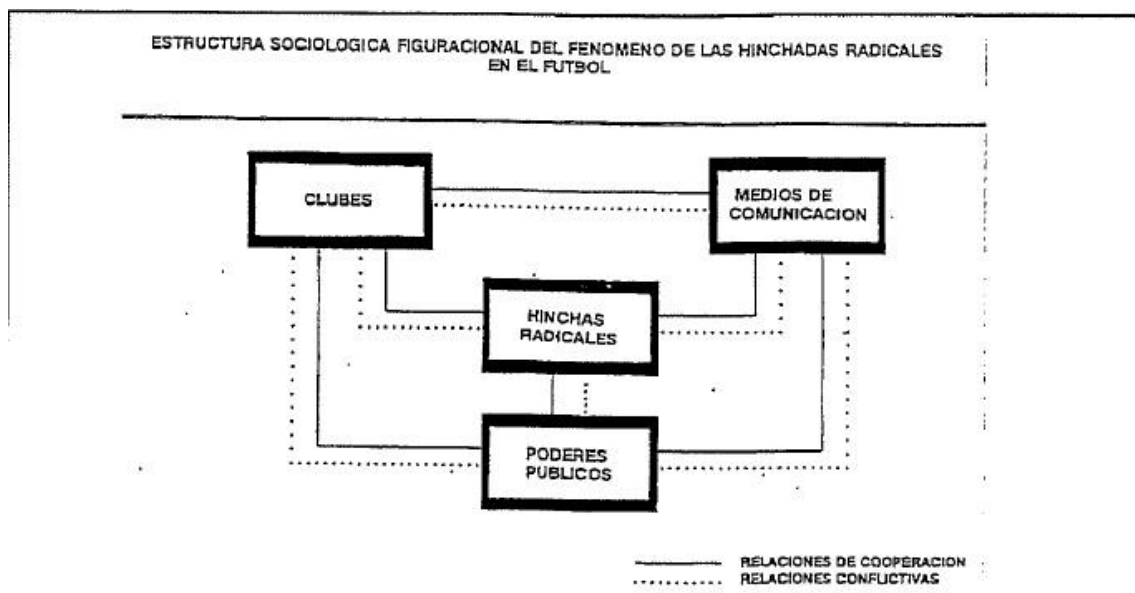 ESTRUCTURA SOCIOLOGICA FIGURACIONAL DEL FENOMENO DE LAS HINCHADAS RADICALES
EN EL FUTBOL
CLUBES
MEDIOS DE
COMUNICACION
HINCHAS
RADICALES
PODERES
PUBLICOS
RELACIONES DE COOPERACION
RELACIONES CONFLICTIVAS